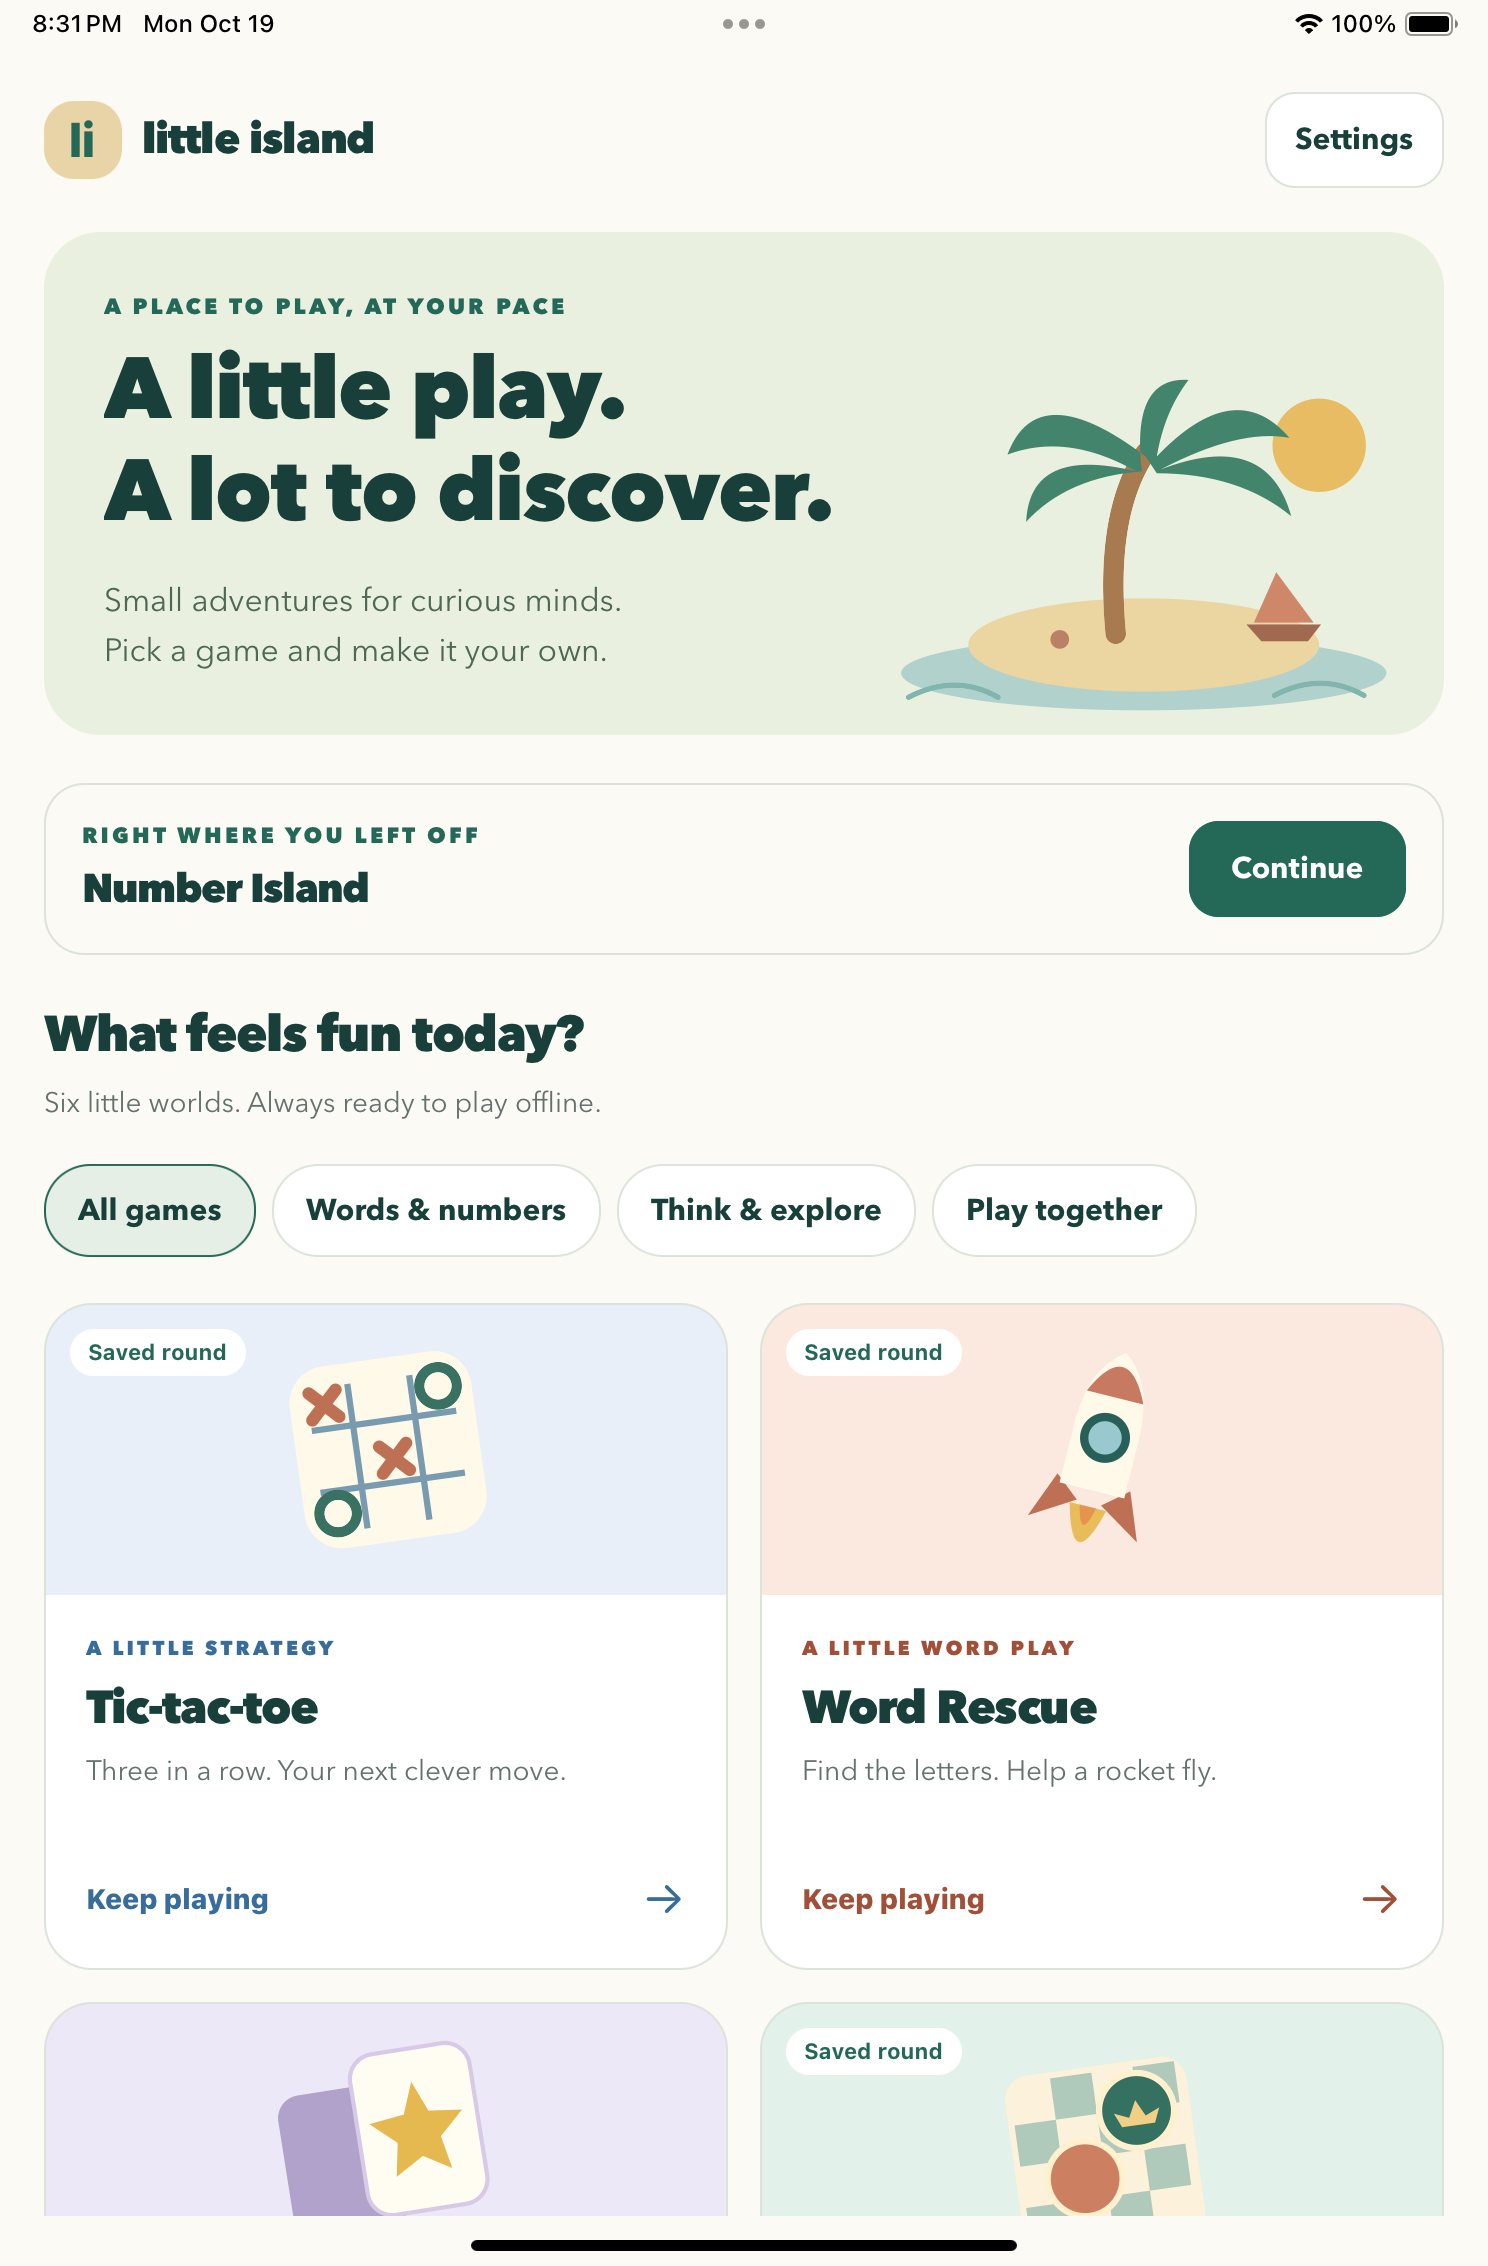 8:31 PM Mon Oct 19
100%
li
little island
Settings
A PLACE TO PLAY, AT YOUR PACE
A little play.
A lot to discover.
Small adventures for curious minds.
Pick a game and make it your own.
RIGHT WHERE YOU LEFT OFF
Number Island
Continue
What feels fun today?
Six little worlds. Always ready to play offline.
All games
Words & numbers
Think & explore
Play together
Saved round
A LITTLE STRATEGY
Tic-tac-toe
Three in a row. Your next clever move.
Keep playing
Saved round
A LITTLE WORD PLAY
Word Rescue
Find the letters. Help a rocket fly.
Keep playing
Saved round